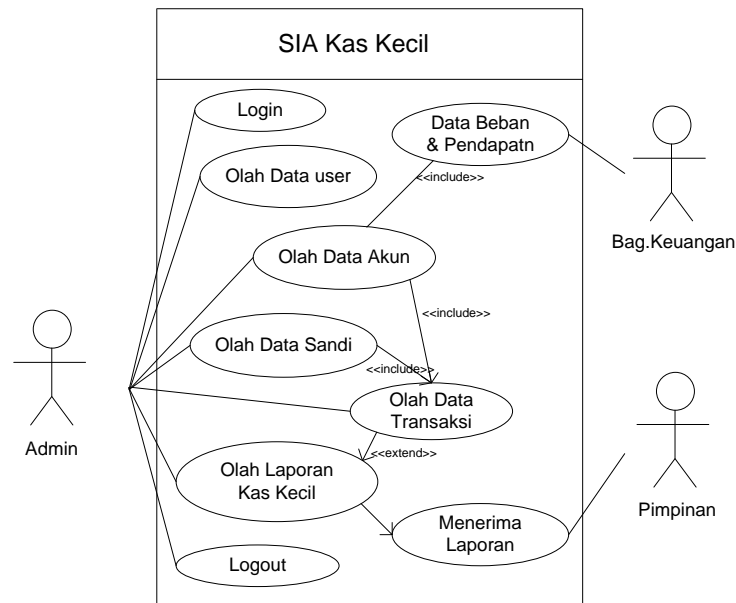 SIA Kas Kecil
Login
Data Beban
& Pendapatn
Olah Data user
<<include>>
Bag.Keuangan
Olah Data Akun
<<include>>
Olah Data Sandi
<<include>>
Olah Data
Transaksi
Admin
<<extend>>
Olah Laporan
Kas Kecil
Menerima
Laporan
Pimpinan
Logout